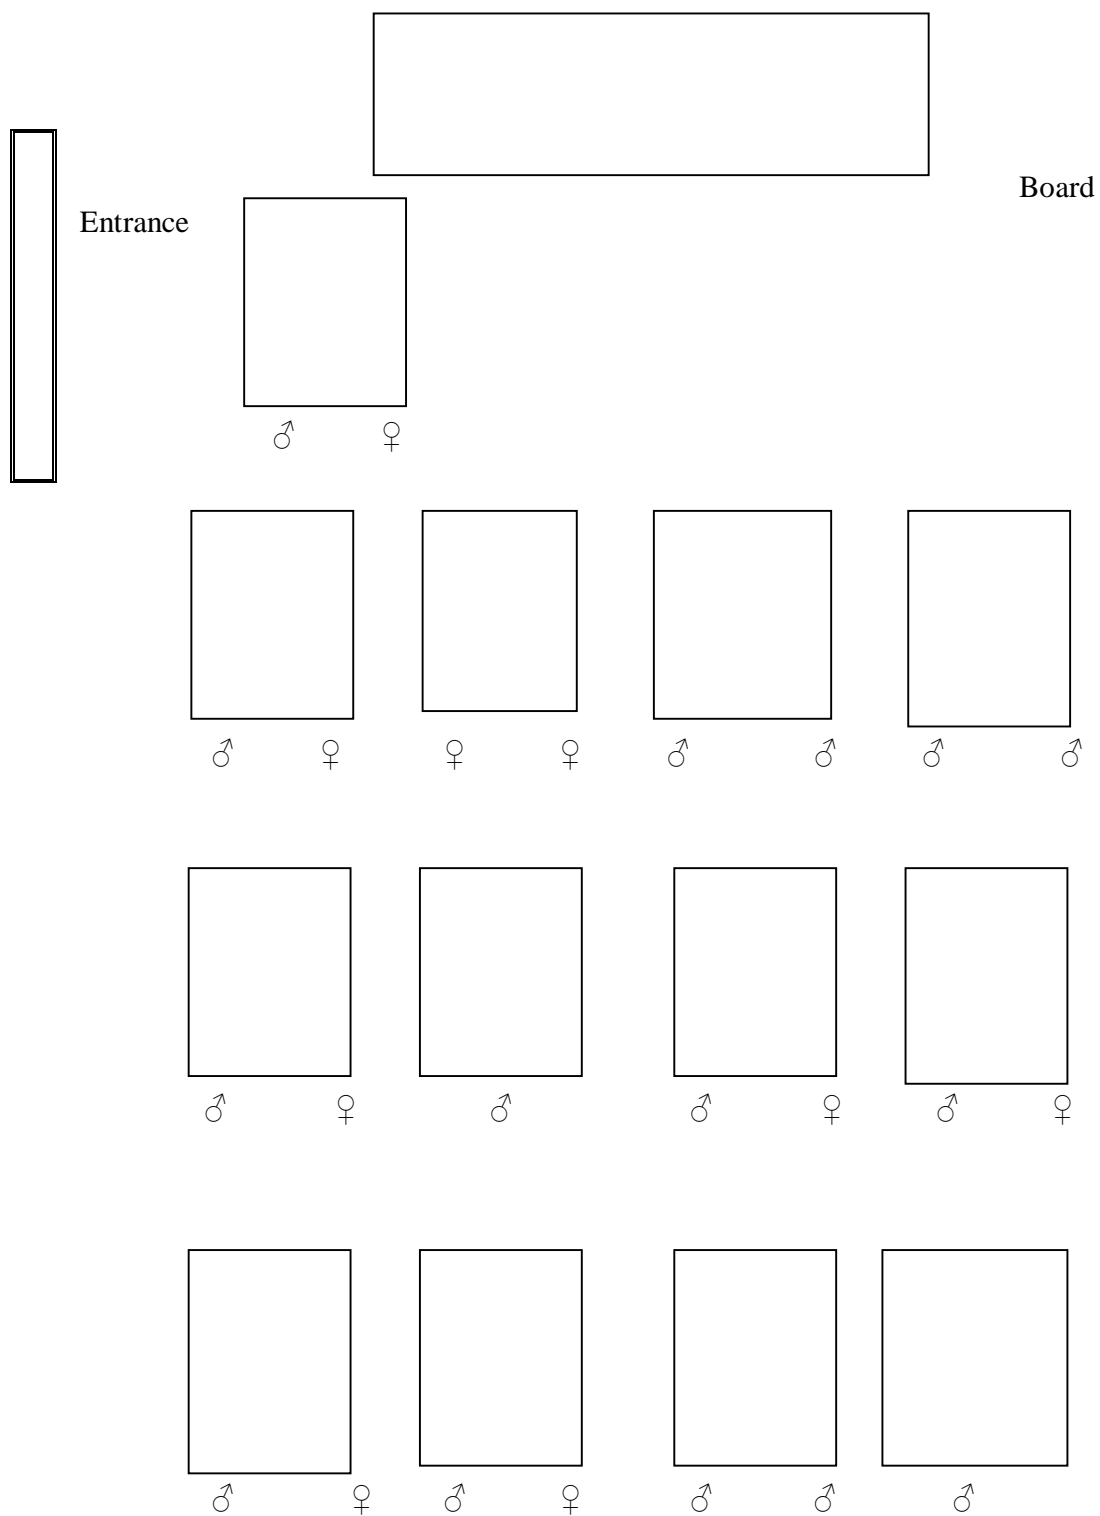 Board
Entrance
♂ ♀
♂ ♀ ♀ ♀ ♂ ♂ ♂ ♂
♂ ♀ ♂ ♂ ♀ ♂ ♀
♂ ♀ ♂ ♀ ♂ ♂ ♂